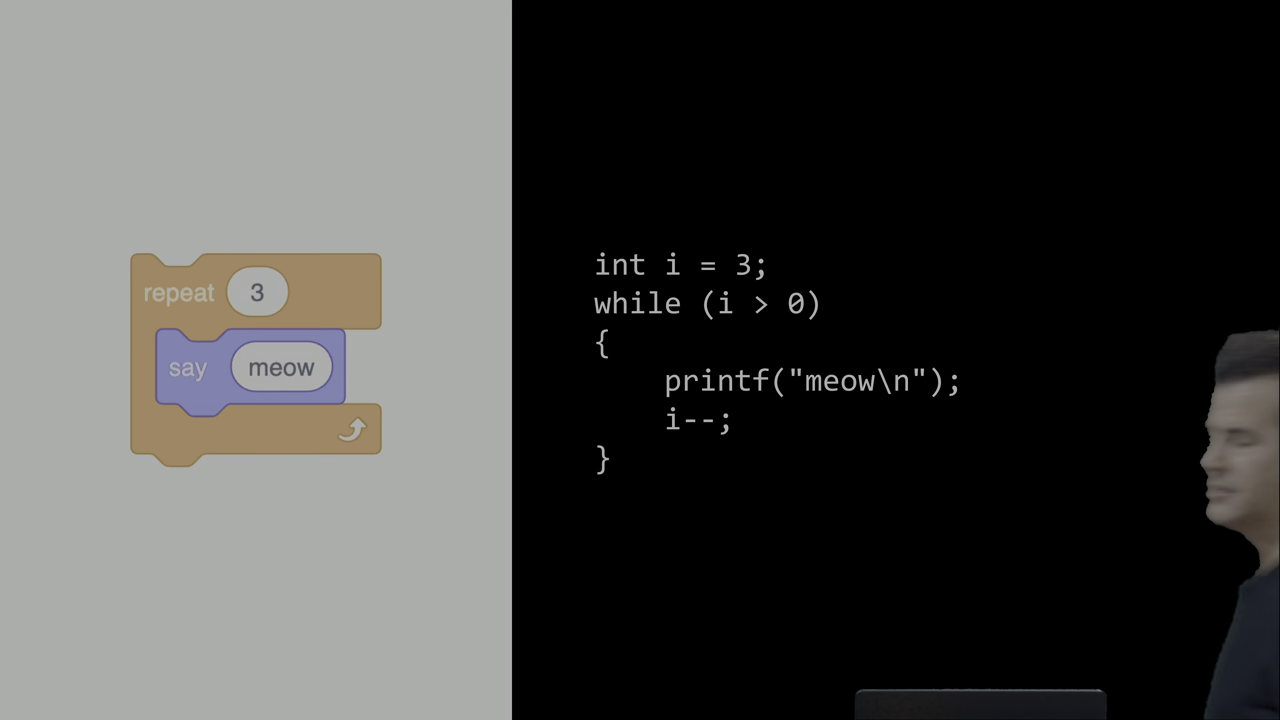 repeat 3
say meow
int i = 3;
while (i > 0)
{
    printf("meow\n");
    i--;
}